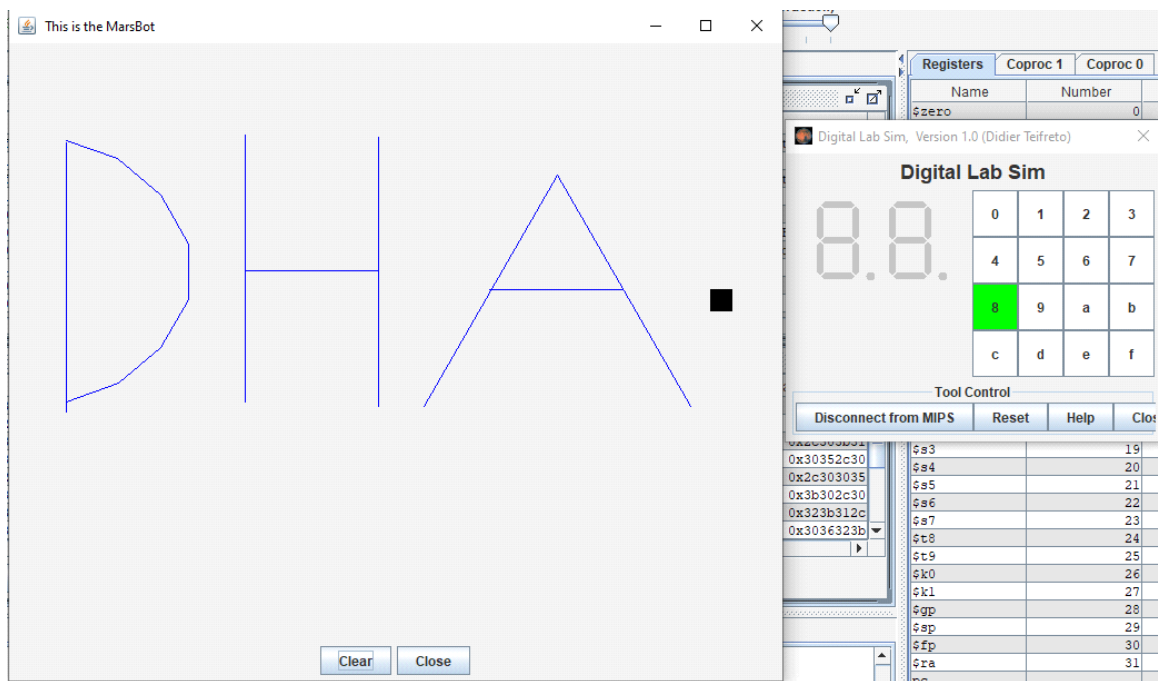 This is the MarsBot
Registers Coproc 1 Coproc 0
Name Number
$zero 0
Digital Lab Sim, Version 1.0 (Didier Teifreto)
Digital Lab Sim
0 1 2 3
4 5 6 7
8 9 a b
c d e f
Tool Control
Disconnect from MIPS Reset Help Clos
DHA
0x30352c30
0x2c303035
0x3b302c30
0x323b312c
0x3036323b
$s3 19
$s4 20
$s5 21
$s6 22
$s7 23
$t8 24
$t9 25
$k0 26
$k1 27
$gp 28
$sp 29
$fp 30
$ra 31
Clear Close